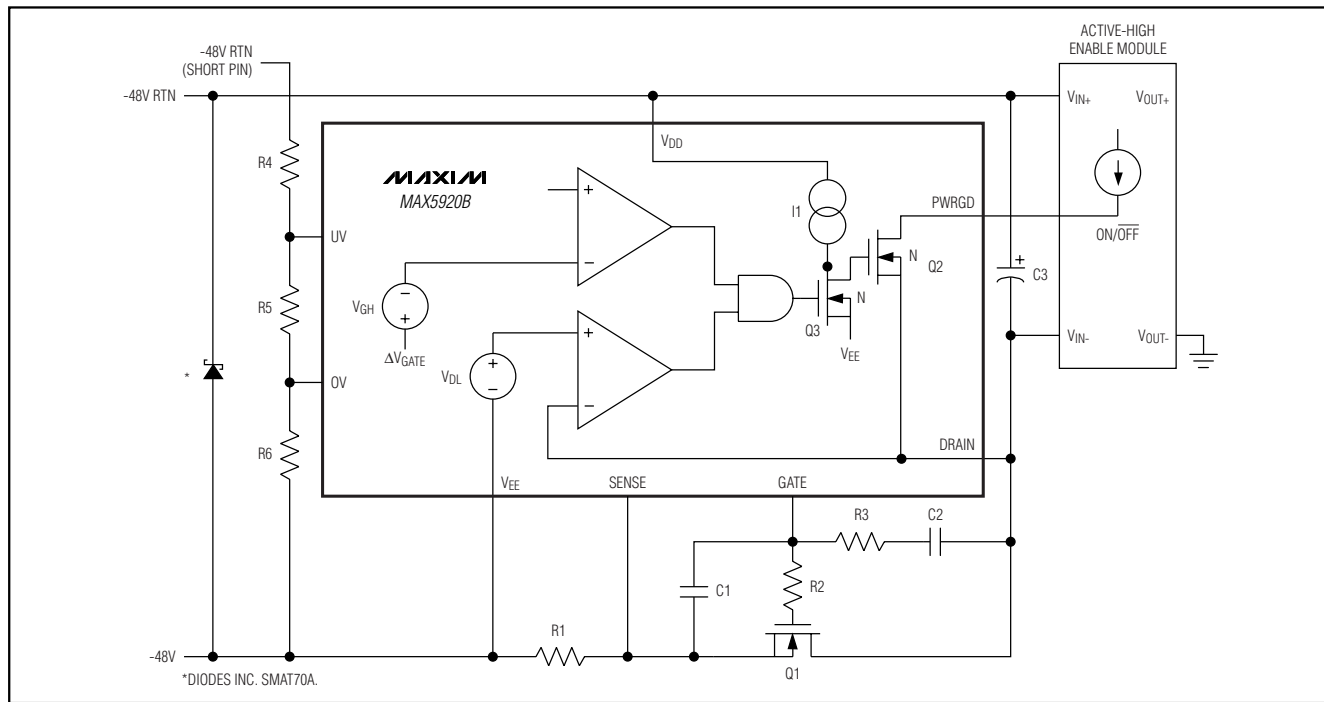 ACTIVE-HIGH
ENABLE MODULE
-48V RTN
(SHORT PIN)
-48V RTN
VIN+
VOUT+
VDD
R4
MAXIM
MAX5920B
+
−
I1
PWRGD
ON/OFF
UV
N
Q2
+
C3
R5
VGH
−
+
ΔVGATE
N
Q3
VEE
VIN-
VOUT-
*
OV
VDL
+
−
+
−
R6
DRAIN
VEE
SENSE
GATE
R3
C2
C1
R2
R1
-48V
Q1
*DIODES INC. SMAT70A.